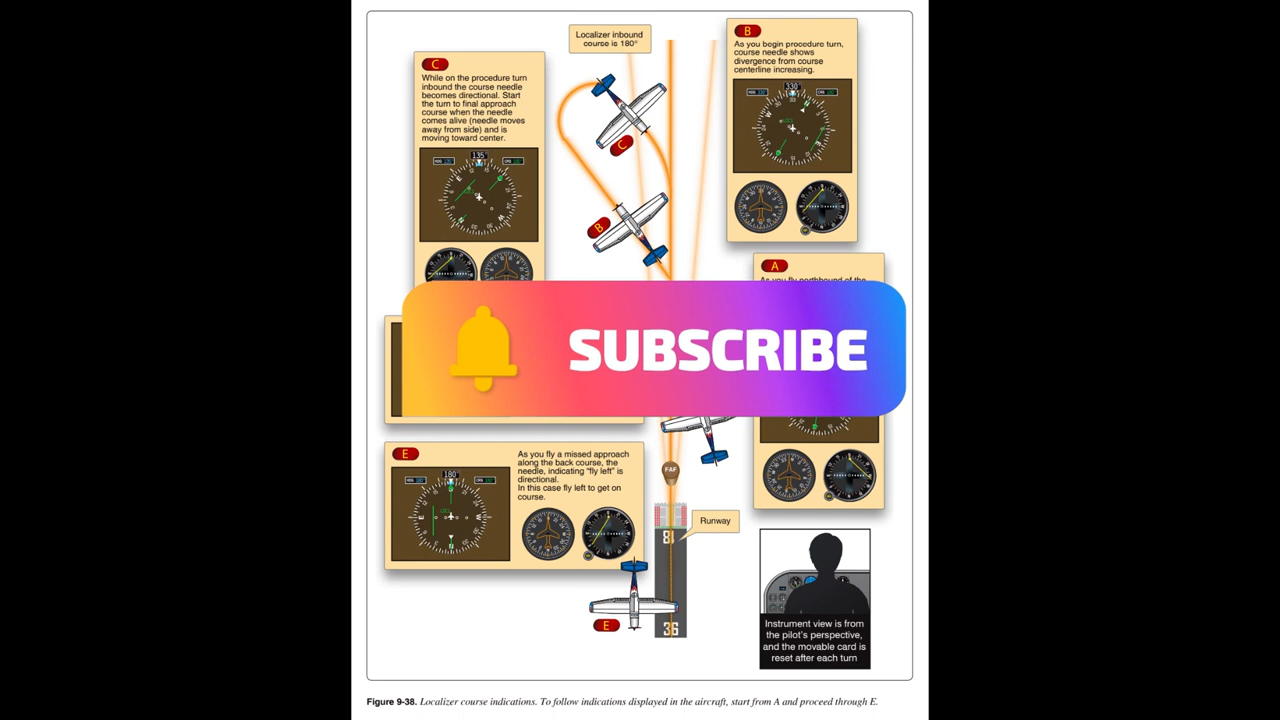 Localizer inbound
course is 180°
B
As you begin procedure turn,
course needle shows
divergence from course
centerline increasing.
330°
C
While on the procedure turn
inbound the course needle
becomes directional. Start
the turn to final approach
course when the needle
comes alive (needle moves
away from side) and is
moving toward center.
135°
C
B
A
SUBSCRIBE
E
As you fly a missed approach
along the back course, the
needle, indicating "fly left" is
directional.
In this case fly left to get on
course.
180°
FAF
Runway
36
E
Instrument view is from
the pilot's perspective,
and the movable card is
reset after each turn
Figure 9-38. Localizer course indications. To follow indications displayed in the aircraft, start from A and proceed through E.